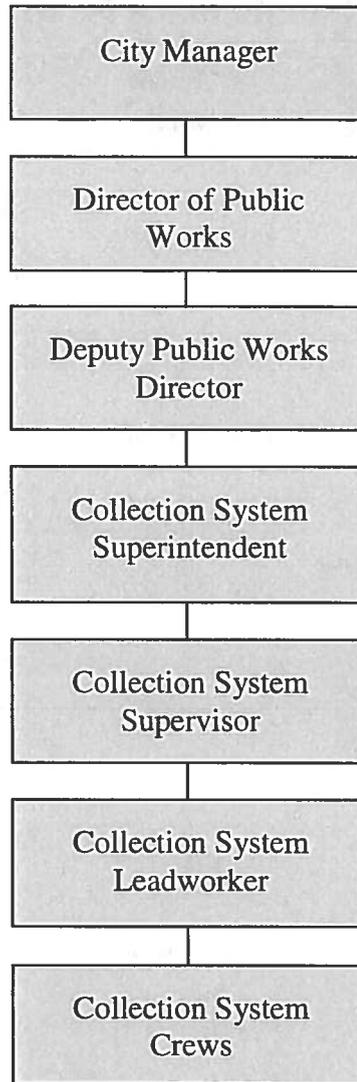 City Manager
Director of Public
Works
Deputy Public Works
Director
Collection System
Superintendent
Collection System
Supervisor
Collection System
Leadworker
Collection System
Crews